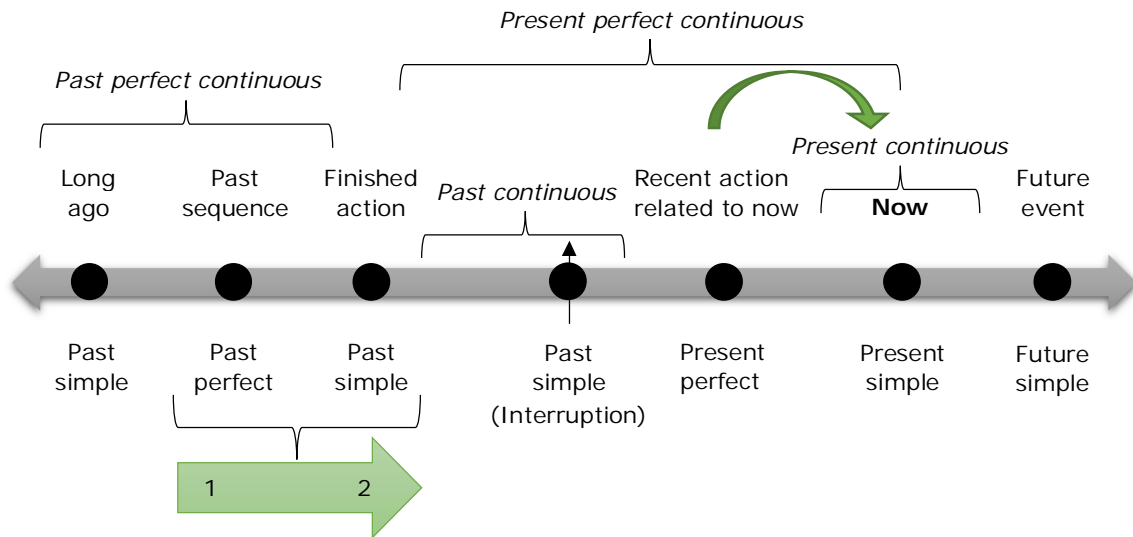 Present perfect continuous
Past perfect continuous
Present continuous
Long
ago
Past
sequence
Finished
action
Past continuous
Recent action
related to now
Now
Future
event
Past
simple
Past
perfect
Past
simple
Past
simple
(Interruption)
Present
perfect
Present
simple
Future
simple
1
2